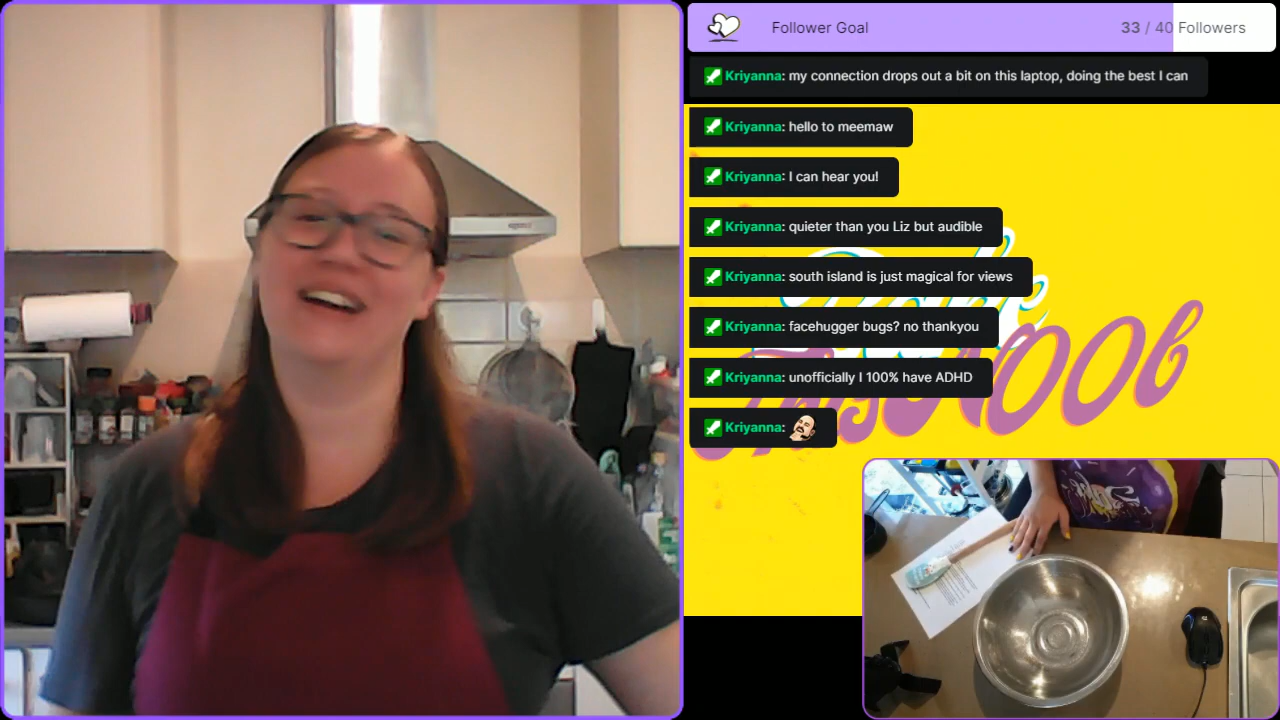 Follower Goal
33 / 40 Followers
Kriyanna: my connection drops out a bit on this laptop, doing the best I can
Kriyanna: hello to meemaw
Kriyanna: I can hear you!
Kriyanna: quieter than you Liz but audible
Kriyanna: south island is just magical for views
Kriyanna: facehugger bugs? no thankyou
Kriyanna: unofficially I 100% have ADHD
Kriyanna: